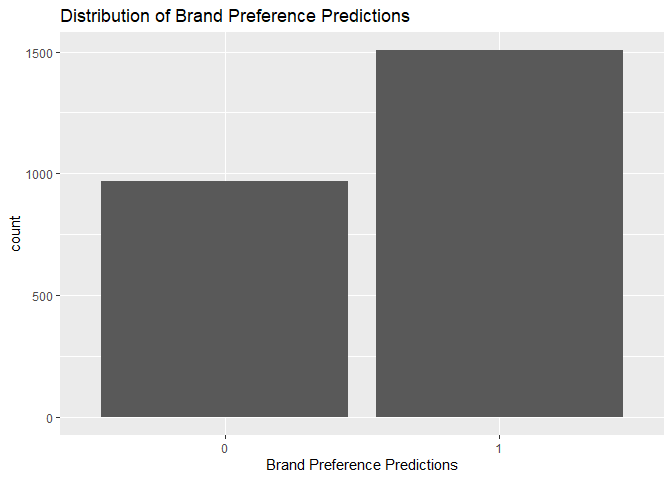 Distribution of Brand Preference Predictions
1500
1000
500
0
count
0 1
Brand Preference Predictions